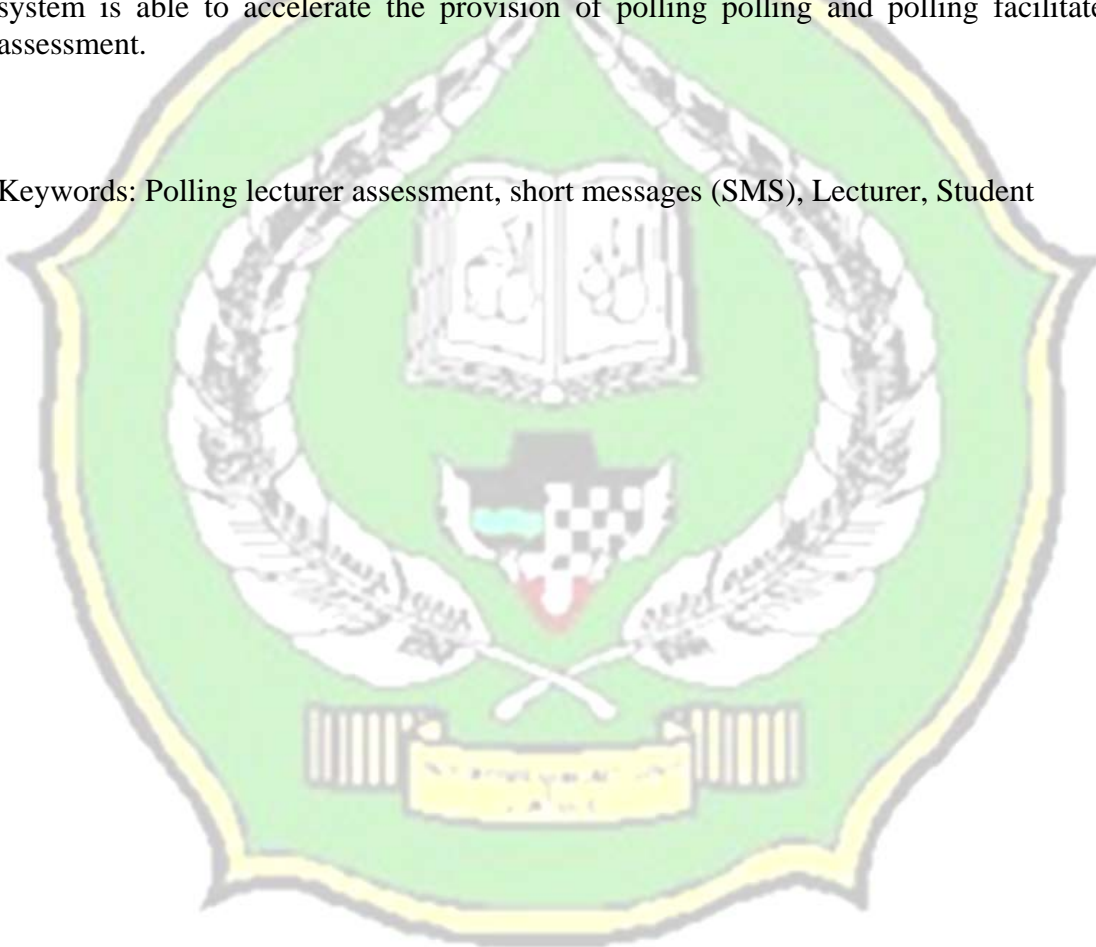 system is able to accelerate the provision of polling polling and polling facilitate
assessment.
Keywords: Polling lecturer assessment, short messages (SMS), Lecturer, Student